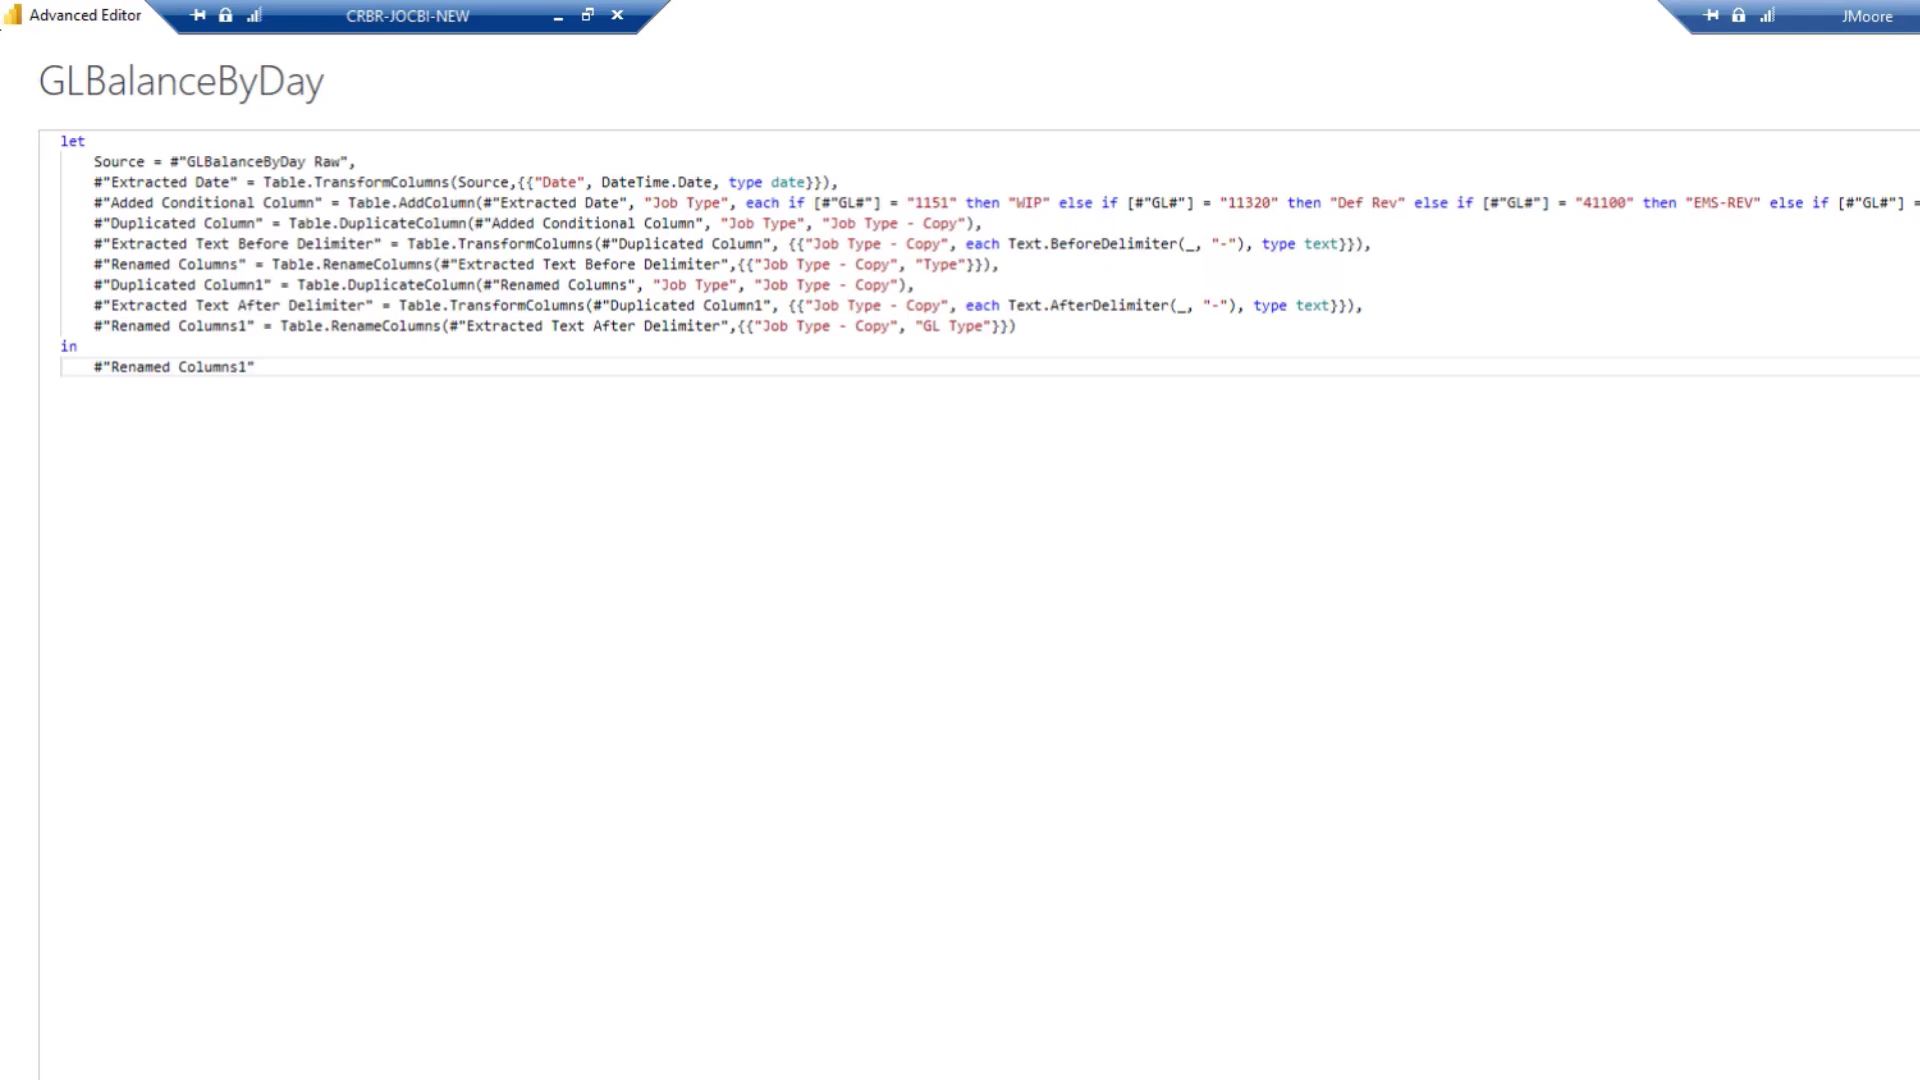 Advanced Editor
CRBR-JOCBI-NEW
JMoore
GLBalanceByDay
let
Source = #"GLBalanceByDay Raw",
#"Extracted Date" = Table.TransformColumns(Source,{{"Date", DateTime.Date, type date}}),
#"Added Conditional Column" = Table.AddColumn(#"Extracted Date", "Job Type", each if [#"GL#"] = "1151" then "WIP" else if [#"GL#"] = "11320" then "Def Rev" else if [#"GL#"] = "41100" then "EMS-REV" else if [#"GL#"] =
#"Duplicated Column" = Table.DuplicateColumn(#"Added Conditional Column", "Job Type", "Job Type - Copy"),
#"Extracted Text Before Delimiter" = Table.TransformColumns(#"Duplicated Column", {{"Job Type - Copy", each Text.BeforeDelimiter(_, "-"), type text}}),
#"Renamed Columns" = Table.RenameColumns(#"Extracted Text Before Delimiter",{{"Job Type - Copy", "Type"}}),
#"Duplicated Column1" = Table.DuplicateColumn(#"Renamed Columns", "Job Type", "Job Type - Copy"),
#"Extracted Text After Delimiter" = Table.TransformColumns(#"Duplicated Column1", {{"Job Type - Copy", each Text.AfterDelimiter(_, "-"), type text}}),
#"Renamed Columns1" = Table.RenameColumns(#"Extracted Text After Delimiter",{{"Job Type - Copy", "GL Type"}})
in
#"Renamed Columns1"